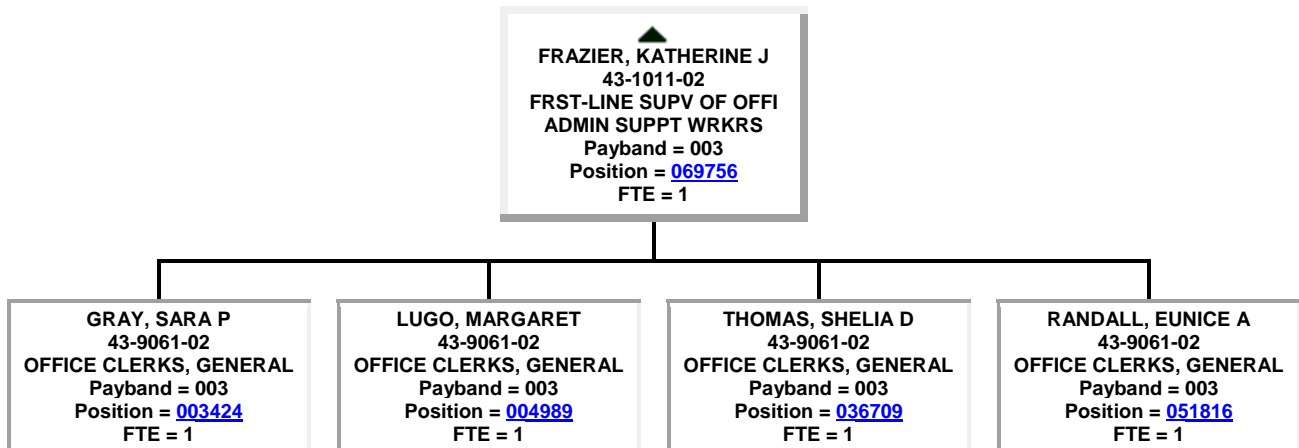 FRAZIER, KATHERINE J
43-1011-02
FRST-LINE SUPV OF OFFI
ADMIN SUPPT WRKRS
Payband = 003
Position = 069756
FTE = 1
GRAY, SARA P
43-9061-02
OFFICE CLERKS, GENERAL
Payband = 003
Position = 003424
FTE = 1
LUGO, MARGARET
43-9061-02
OFFICE CLERKS, GENERAL
Payband = 003
Position = 004989
FTE = 1
THOMAS, SHELIA D
43-9061-02
OFFICE CLERKS, GENERAL
Payband = 003
Position = 036709
FTE = 1
RANDALL, EUNICE A
43-9061-02
OFFICE CLERKS, GENERAL
Payband = 003
Position = 051816
FTE = 1